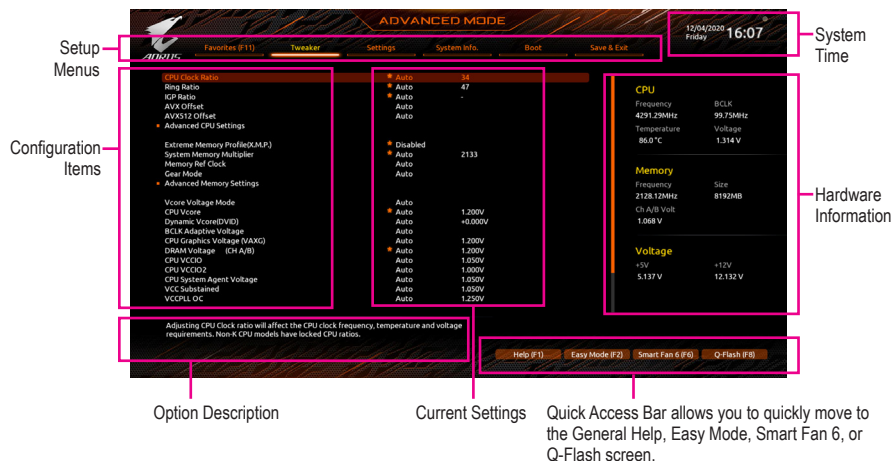 ADVANCED MODE
12/04/2020 Friday 16:07
System Time
Setup Menus
AORUS
Favorites (F11) Tweaker Settings System Info. Boot Save & Exit
Configuration Items
CPU Clock Ratio Auto 34
Ring Ratio Auto 47
IGP Ratio Auto -
AVX Offset Auto
AVX512 Offset Auto
Advanced CPU Settings
Extreme Memory Profile(X.M.P.) Disabled
System Memory Multiplier Auto 2133
Memory Ref Clock Auto
Gear Mode Auto
Advanced Memory Settings
Vcore Voltage Mode Auto
CPU Vcore Auto 1.200V
Dynamic Vcore(DVID) Auto +0.000V
BCLK Adaptive Voltage Auto
CPU Graphics Voltage (VAXG) Auto 1.200V
DRAM Voltage (CH A/B) Auto 1.200V
CPU VCCIO Auto 1.050V
CPU VCCIO2 Auto 1.000V
CPU System Agent Voltage Auto 1.050V
VCC Substained Auto 1.050V
VCCPLL OC Auto 1.250V
CPU
Frequency BCLK
4291.29MHz 99.75MHz
Temperature Voltage
86.0 °C 1.314 V
Memory
Frequency Size
2128.12MHz 8192MB
Ch A/B Volt
1.068 V
Voltage
+5V +12V
5.137 V 12.132 V
Hardware Information
Adjusting CPU Clock ratio will affect the CPU clock frequency, temperature and voltage
requirements. Non-K CPU models have locked CPU ratios.
Help (F1) Easy Mode (F2) Smart Fan 6 (F6) Q-Flash (F8)
Option Description
Current Settings
Quick Access Bar allows you to quickly move to
the General Help, Easy Mode, Smart Fan 6, or
Q-Flash screen.